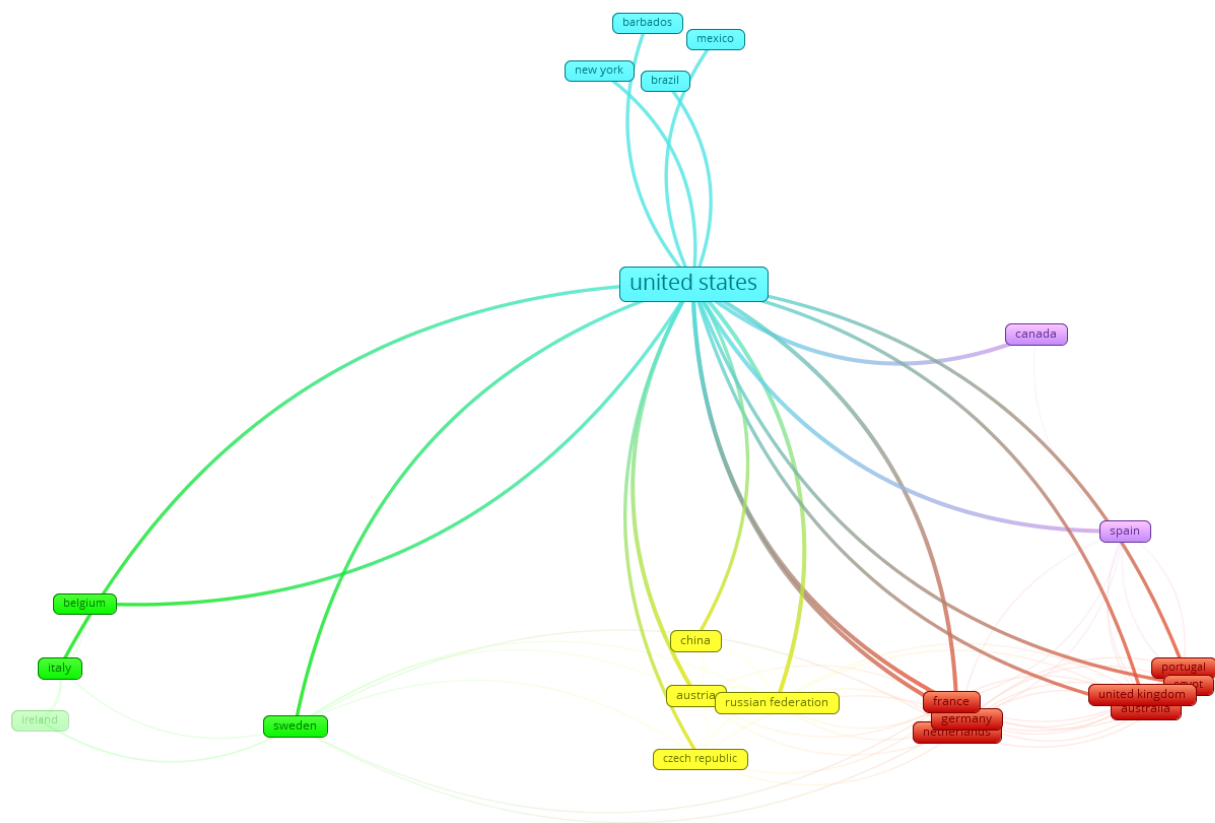 barbados
mexico
new york
brazil
united states
canada
spain
belgium
china
italy
portugal
egypt
austria
united kingdom
russian federation
france
australia
ireland
germany
sweden
netherlands
czech republic